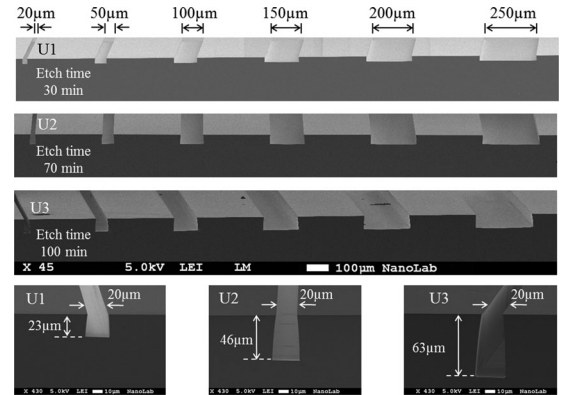 20µm 50µm 100µm 150µm 200µm 250µm
U1
Etch time
30 min
U2
Etch time
70 min
U3
Etch time
100 min
X 45 5.0kV LEI LM 100µm NanoLab
U1 20µm
23µm
X 430 5.0kV LEI 10µm NanoLab
U2 20µm
46µm
X 430 5.0kV LEI 10µm NanoLab
U3 20µm
63µm
X 430 5.0kV LEI 10µm NanoLab